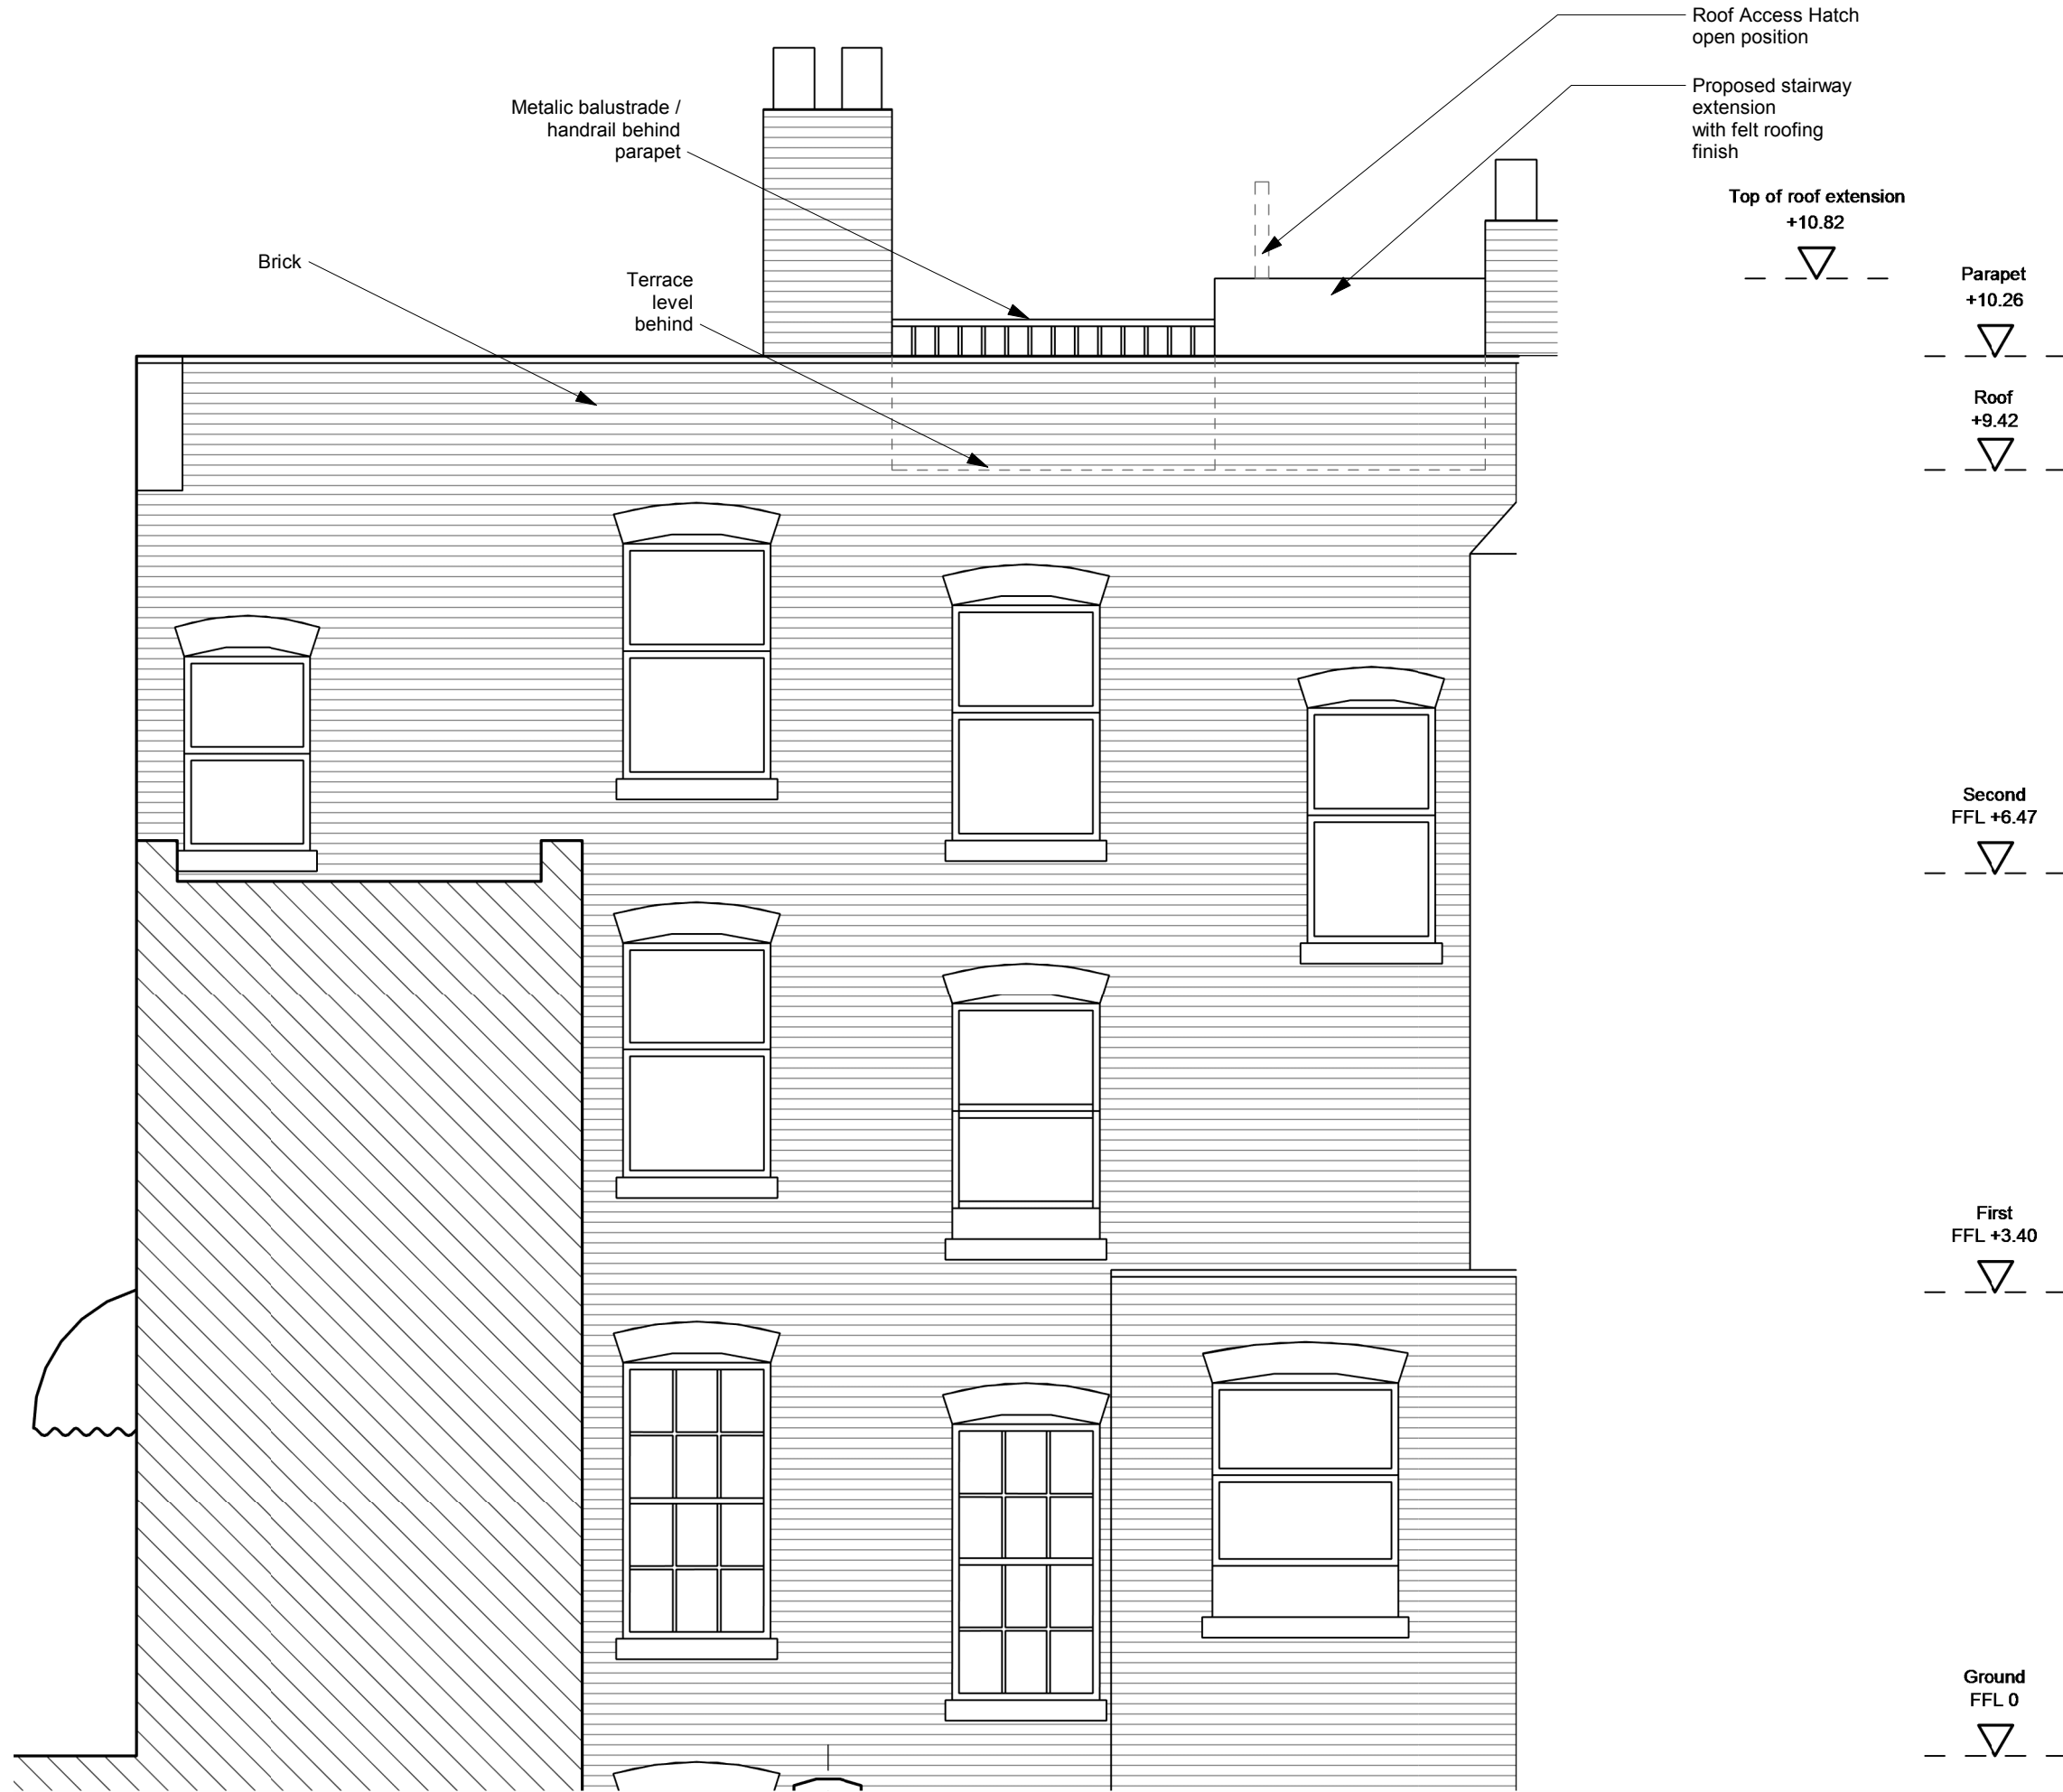 Roof Access Hatch
open position
Proposed stairway
extension
with felt roofing
finish
Metalic balustrade /
handrail behind
parapet
Top of roof extension
+10.82
Brick
Terrace
level
behind
Parapet
+10.26
Roof
+9.42
Second
FFL +6.47
First
FFL +3.40
Ground
FFL 0